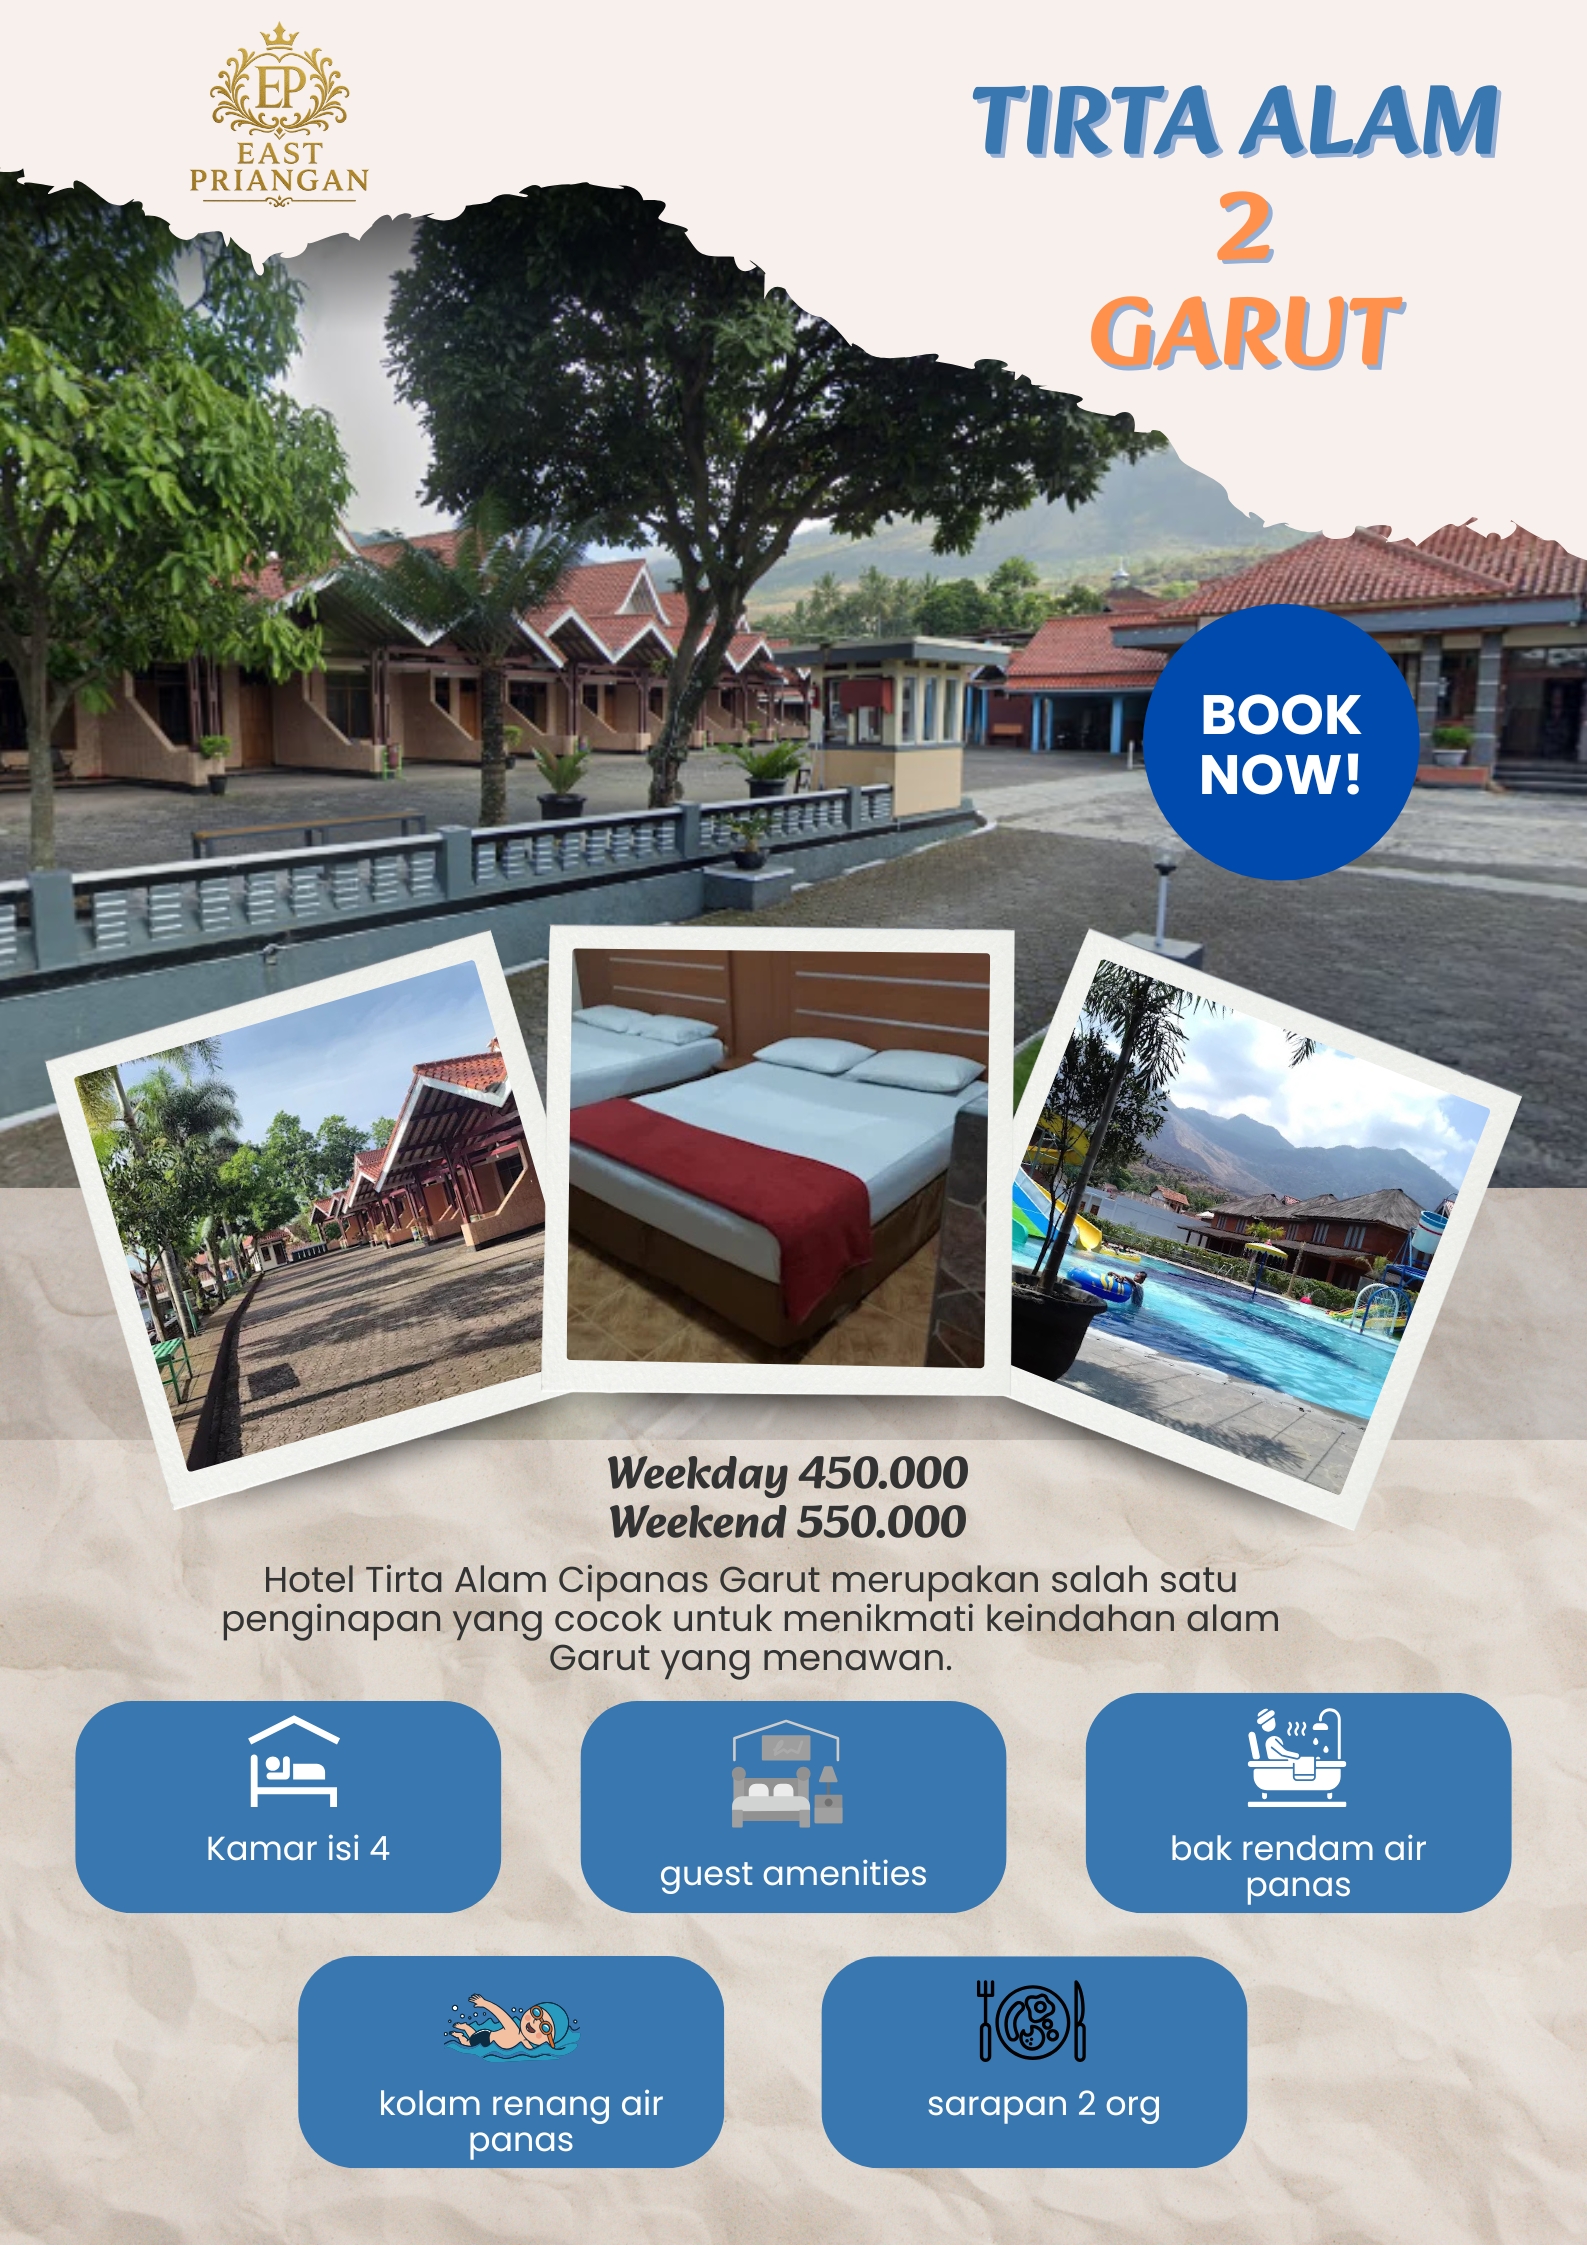 EP
EAST
PRIANGAN
TIRTA ALAM
2
GARUT
BOOK
NOW!
Weekday 450.000
Weekend 550.000
Hotel Tirta Alam Cipanas Garut merupakan salah satu
penginapan yang cocok untuk menikmati keindahan alam
Garut yang menawan.
Kamar isi 4
guest amenities
bak rendam air
panas
kolam renang air
panas
sarapan 2 org